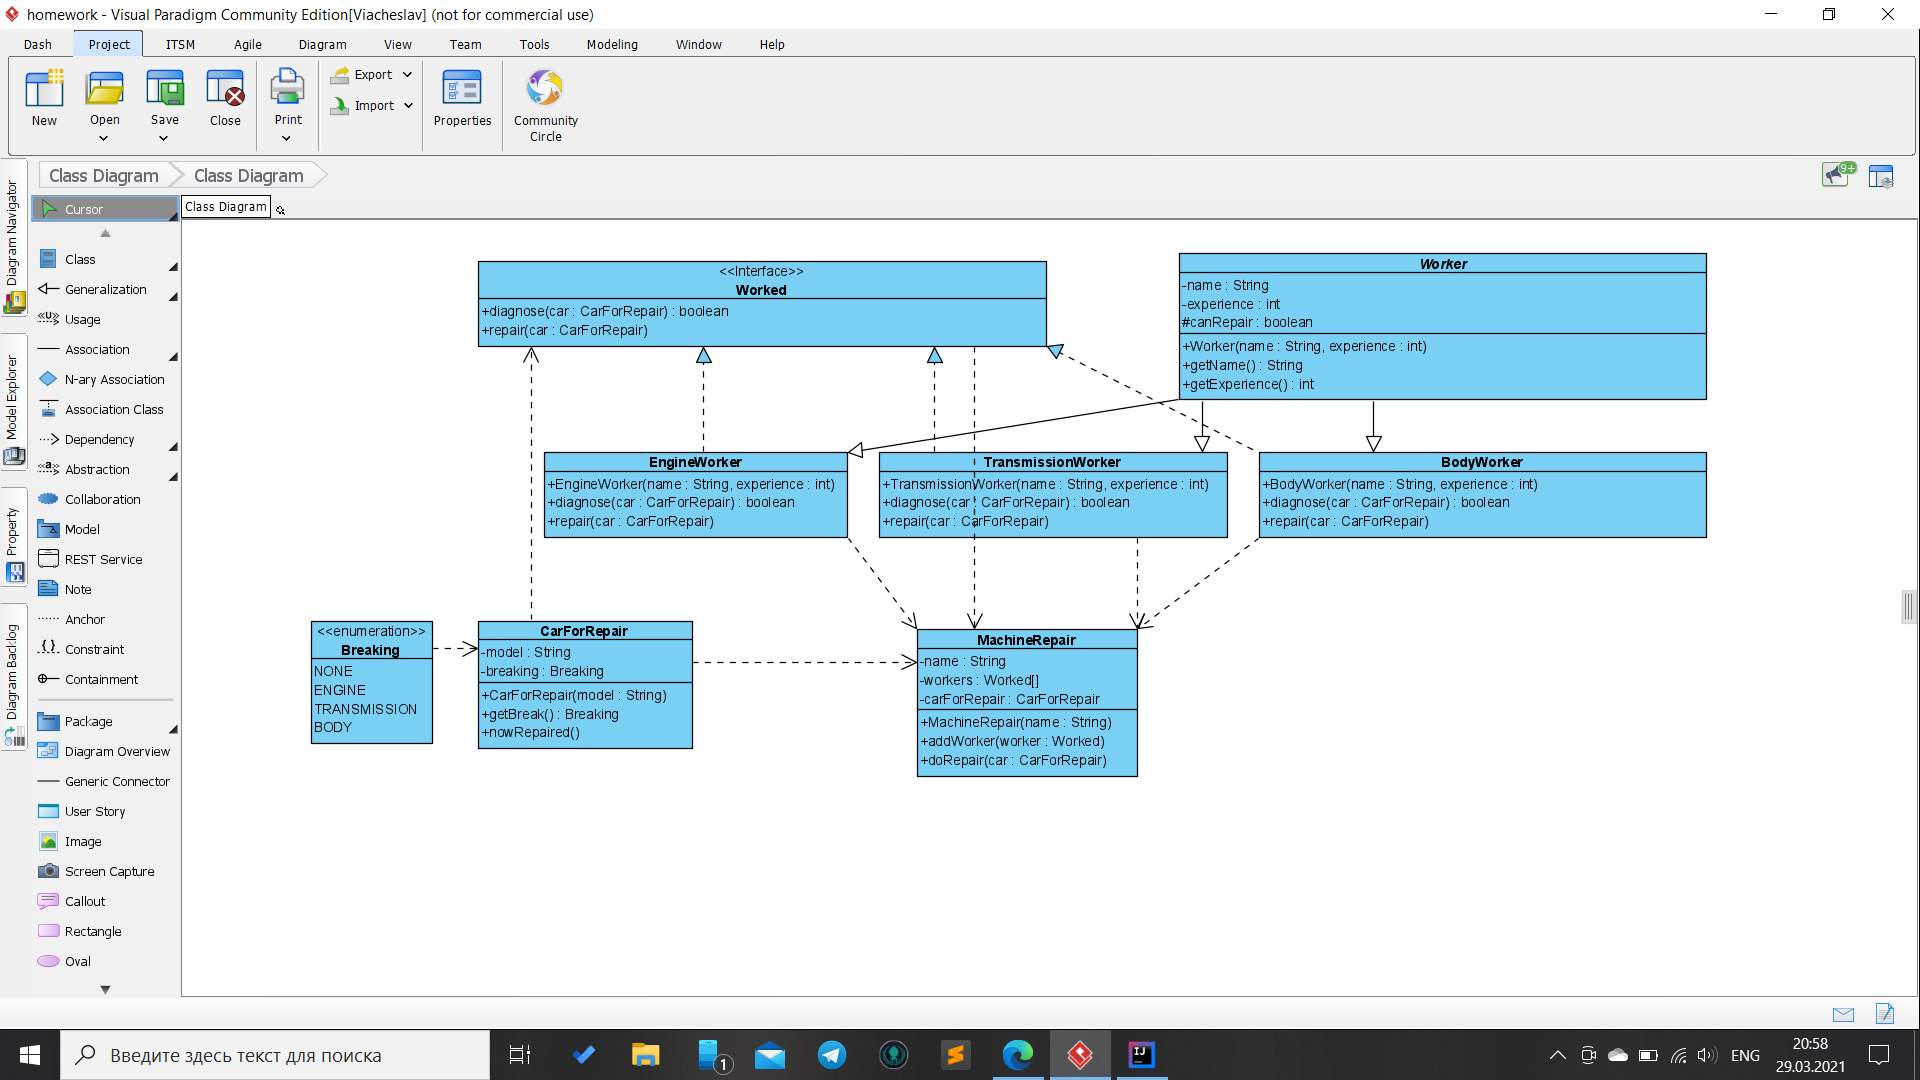 homework - Visual Paradigm Community Edition[Viacheslav] (not for commercial use)
Dash Project ITSM Agile Diagram View Team Tools Modeling Window Help
New
Open
Save
Close
Print
Export
Import
Properties
Community
Circle
Class Diagram Class Diagram
9+
Diagram Navigator
Model Explorer
Property
Diagram Backlog
Cursor
Class
Generalization
Usage
Association
N-ary Association
Association Class
Dependency
Abstraction
Collaboration
Model
REST Service
Note
Anchor
Constraint
Containment
Package
Diagram Overview
Generic Connector
User Story
Image
Screen Capture
Callout
Rectangle
Oval
Class Diagram
<<Interface>>
Worked
+diagnose(car : CarForRepair) : boolean
+repair(car : CarForRepair)
Worker
-name : String
-experience : int
#canRepair : boolean
+Worker(name : String, experience : int)
+getName() : String
+getExperience() : int
EngineWorker
+EngineWorker(name : String, experience : int)
+diagnose(car : CarForRepair) : boolean
+repair(car : CarForRepair)
TransmissionWorker
+TransmissionWorker(name : String, experience : int)
+diagnose(car : CarForRepair) : boolean
+repair(car : CarForRepair)
BodyWorker
+BodyWorker(name : String, experience : int)
+diagnose(car : CarForRepair) : boolean
+repair(car : CarForRepair)
<<enumeration>>
Breaking
NONE
ENGINE
TRANSMISSION
BODY
CarForRepair
-model : String
-breaking : Breaking
+CarForRepair(model : String)
+getBreak() : Breaking
+nowRepaired()
MachineRepair
-name : String
-workers : Worked[]
-carForRepair : CarForRepair
+MachineRepair(name : String)
+addWorker(worker : Worked)
+doRepair(car : CarForRepair)
Введите здесь текст для поиска
1
IJ
ENG
20:58
29.03.2021